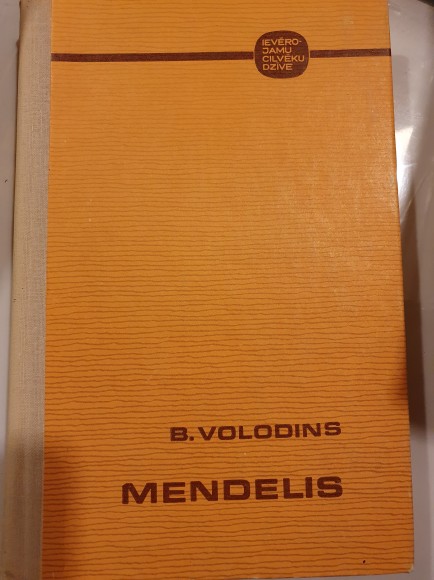 IEVĒRO-
JAMU
CILVĒKU
DZĪVE
B. VOLODINS
MENDELIS